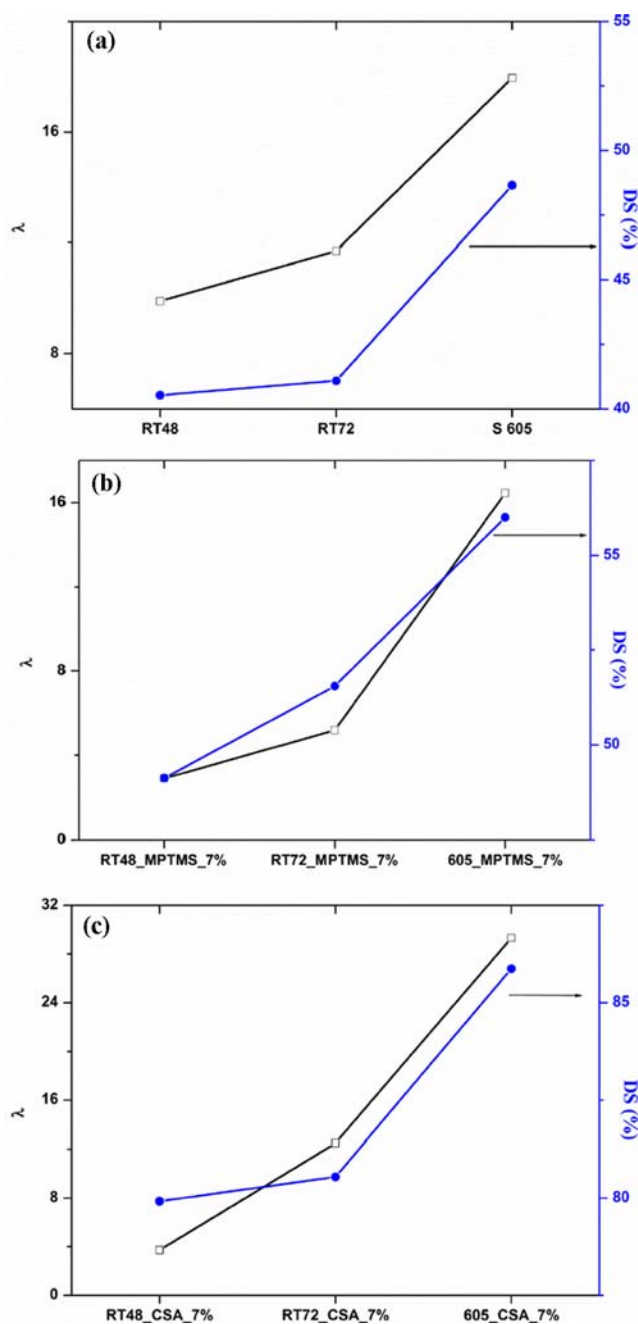 (a)
55
16
50
λ
DS (%)
45
8
40
RT48 RT72 S 605
(b)
16
55
8
λ
DS (%)
50
0
RT48_MPTMS_7% RT72_MPTMS_7% 605_MPTMS_7%
32
(c)
24
85
16
λ
DS (%)
8
80
0
RT48_CSA_7% RT72_CSA_7% 605_CSA_7%